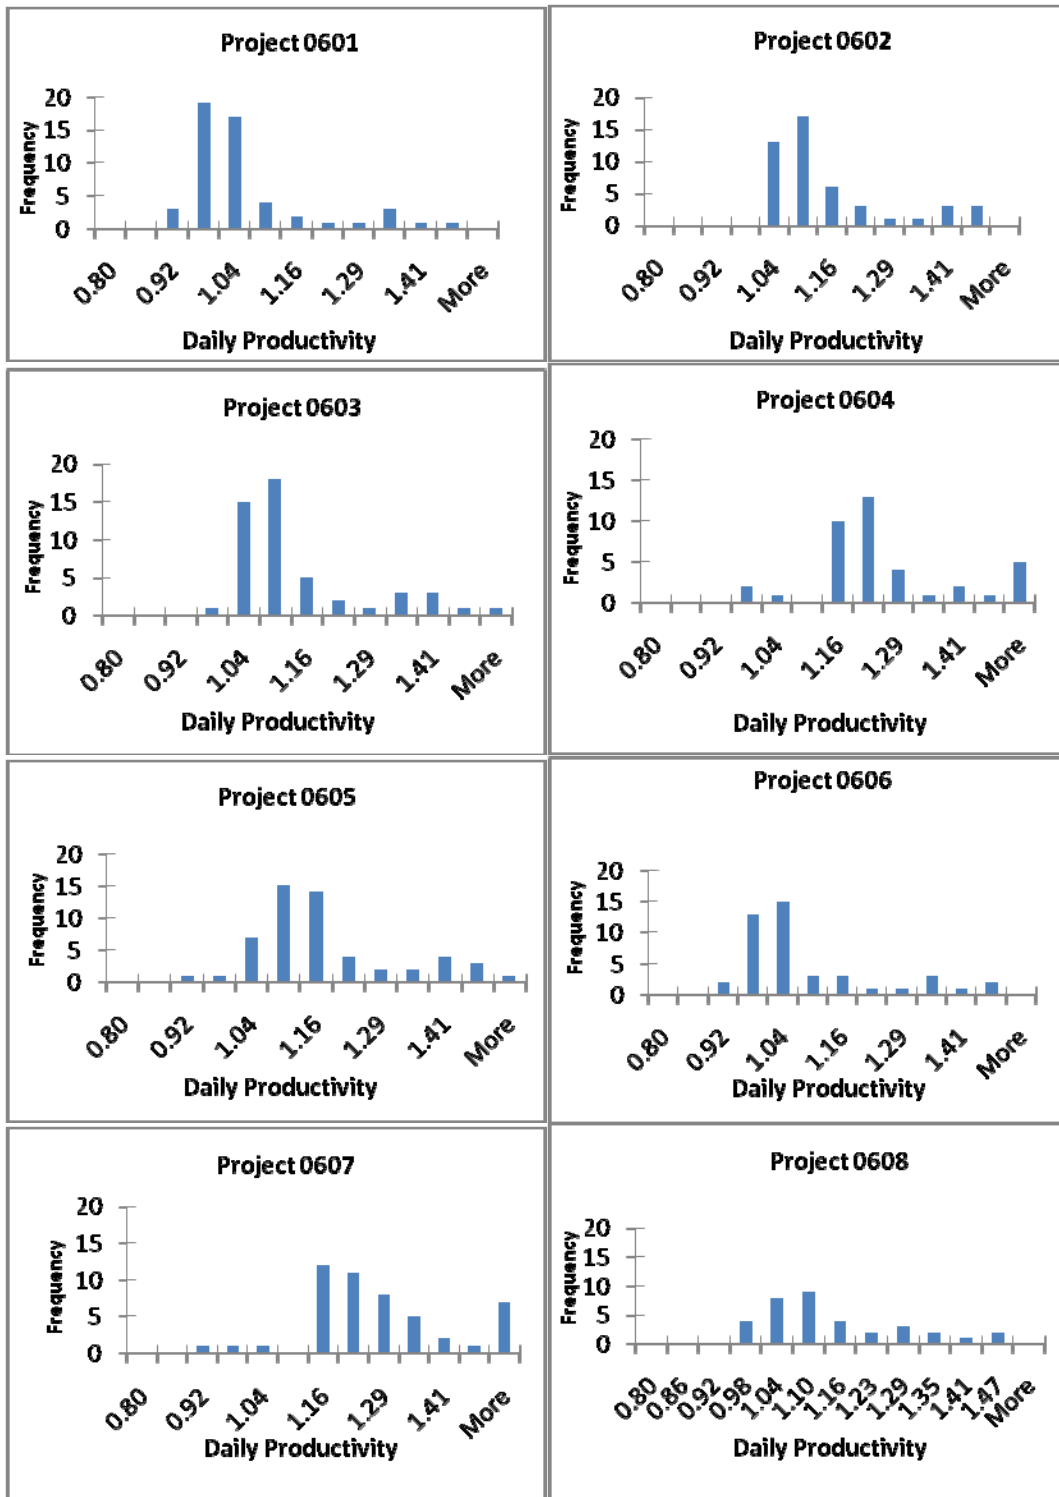 Project 0601
20
15
10
5
0
Frequency
0.80 0.92 1.04 1.16 1.29 1.41 More
Daily Productivity
Project 0602
20
15
10
5
0
Frequency
0.80 0.92 1.04 1.16 1.29 1.41 More
Daily Productivity
Project 0603
20
15
10
5
0
Frequency
0.80 0.92 1.04 1.16 1.29 1.41 More
Daily Productivity
Project 0604
20
15
10
5
0
Frequency
0.80 0.92 1.04 1.16 1.29 1.41 More
Daily Productivity
Project 0605
20
15
10
5
0
Frequency
0.80 0.92 1.04 1.16 1.29 1.41 More
Daily Productivity
Project 0606
20
15
10
5
0
Frequency
0.80 0.92 1.04 1.16 1.29 1.41 More
Daily Productivity
Project 0607
20
15
10
5
0
Frequency
0.80 0.92 1.04 1.16 1.29 1.41 More
Daily Productivity
Project 0608
20
15
10
5
0
Frequency
0.80 0.86 0.92 0.98 1.04 1.10 1.16 1.23 1.29 1.35 1.41 1.47 More
Daily Productivity